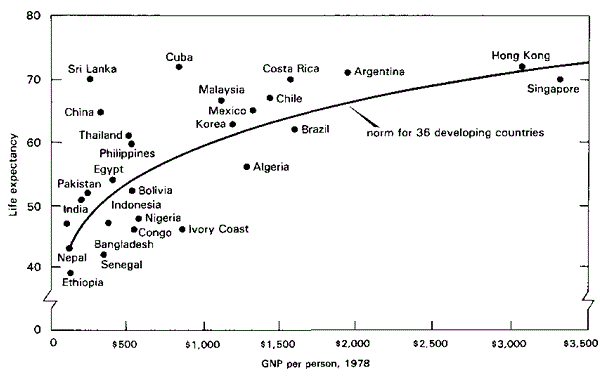 80
70
60
50
40
0
Life expectancy
Cuba
Hong Kong
Sri Lanka
Costa Rica
Argentina
Singapore
Malaysia
Chile
China
Mexico
Korea
Brazil
norm for 36 developing countries
Thailand
Philippines
Algeria
Egypt
Pakistan
Bolivia
India
Indonesia
Nigeria
Congo
Ivory Coast
Bangladesh
Nepal
Senegal
Ethiopia
0 $500 $1,000 $1,500 $2,000 $2,500 $3,000 $3,500
GNP per person, 1978